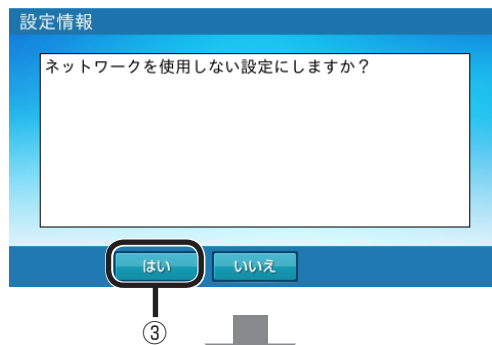 設定情報
ネットワークを使用しない設定にしますか？
はい
いいえ
③